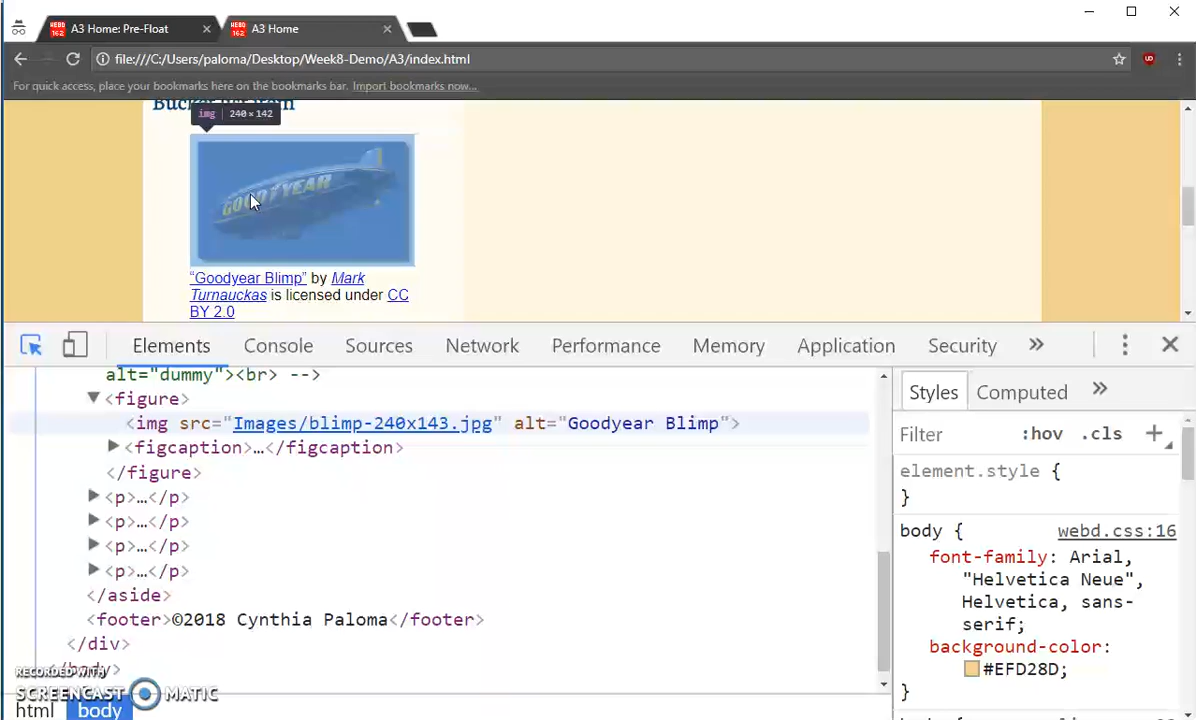 A3 Home: Pre-Float
A3 Home
file:///C:/Users/paloma/Desktop/Week8-Demo/A3/index.html
For quick access, place your bookmarks here on the bookmarks bar. Import bookmarks now...
img 240 × 142
GOODYEAR
“Goodyear Blimp” by Mark
Turnauckas is licensed under CC
BY 2.0
Elements Console Sources Network Performance Memory Application Security »
alt="dummy"><br> -->
▼<figure>
<img src="Images/blimp-240x143.jpg" alt="Goodyear Blimp">
▶<figcaption>…</figcaption>
</figure>
▶<p>…</p>
▶<p>…</p>
▶<p>…</p>
▶<p>…</p>
</aside>
<footer>©2018 Cynthia Paloma</footer>
</div>
</body>
RECORDED WITH
SCREENCAST MATIC
html body
Styles Computed »
Filter :hov .cls +
element.style {
}
body { webd.css:16
font-family: Arial,
"Helvetica Neue",
Helvetica, sans-
serif;
background-color:
#EFD28D;
}